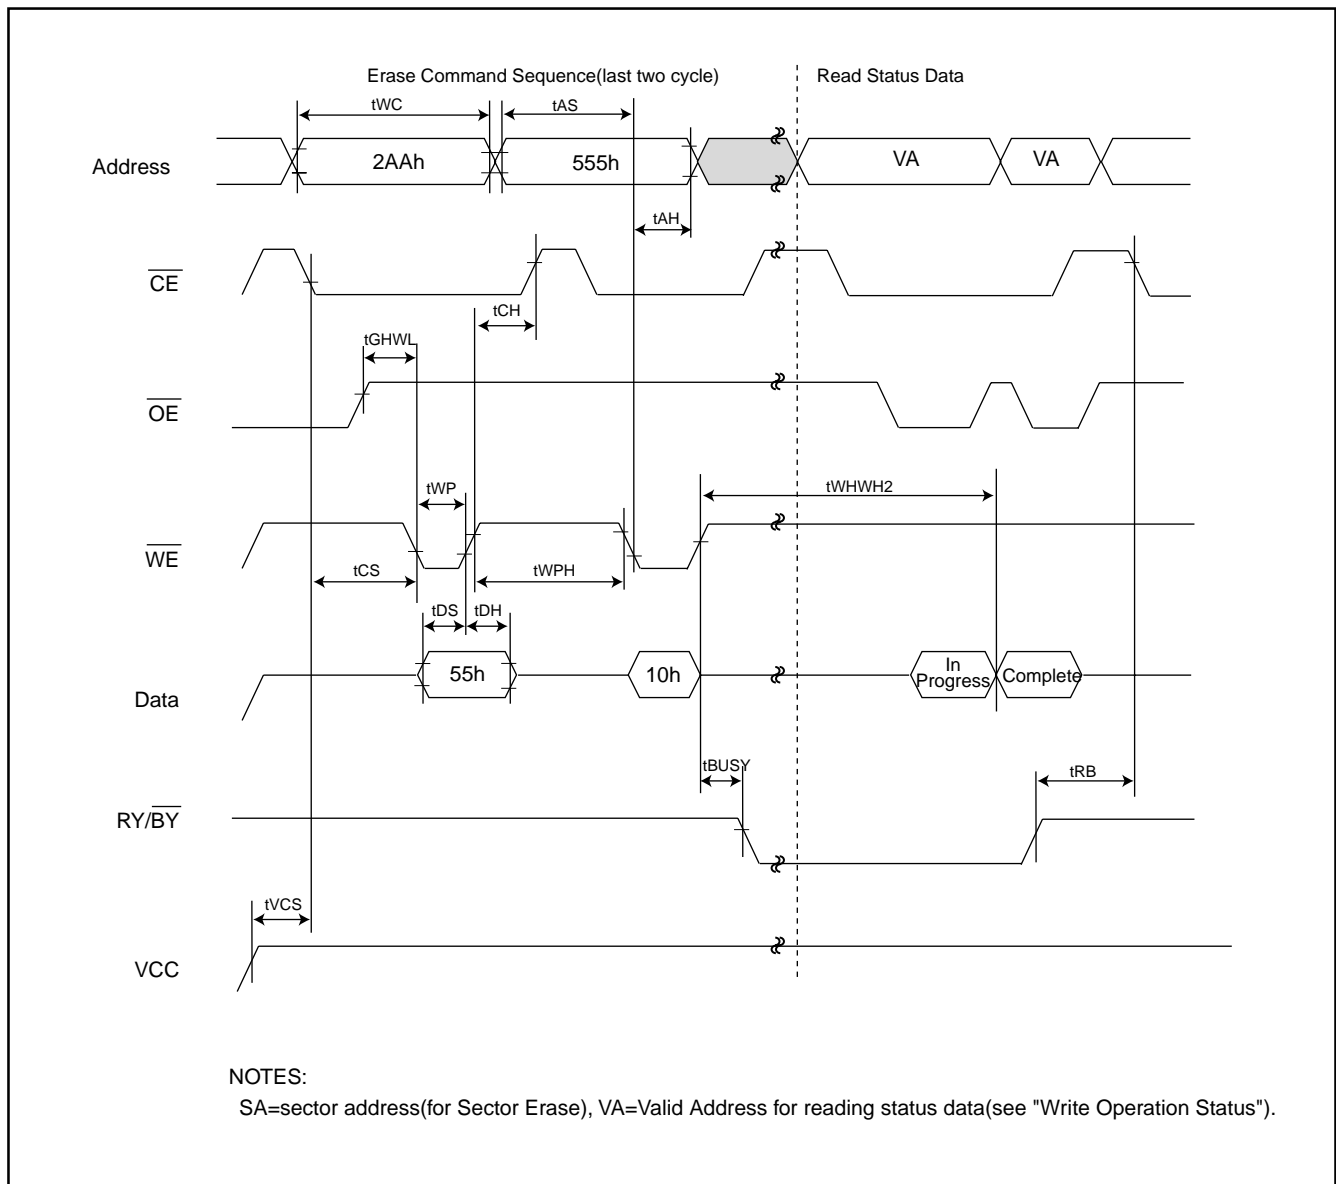 Erase Command Sequence(last two cycle)
Read Status Data
tWC
tAS
Address
2AAh
555h
VA
VA
tAH
CE
tCH
tGHWL
OE
tWP
tWHWH2
WE
tCS
tWPH
tDS
tDH
Data
55h
10h
In
Progress
Complete
tBUSY
tRB
RY/BY
tVCS
VCC
NOTES:
SA=sector address(for Sector Erase), VA=Valid Address for reading status data(see "Write Operation Status").